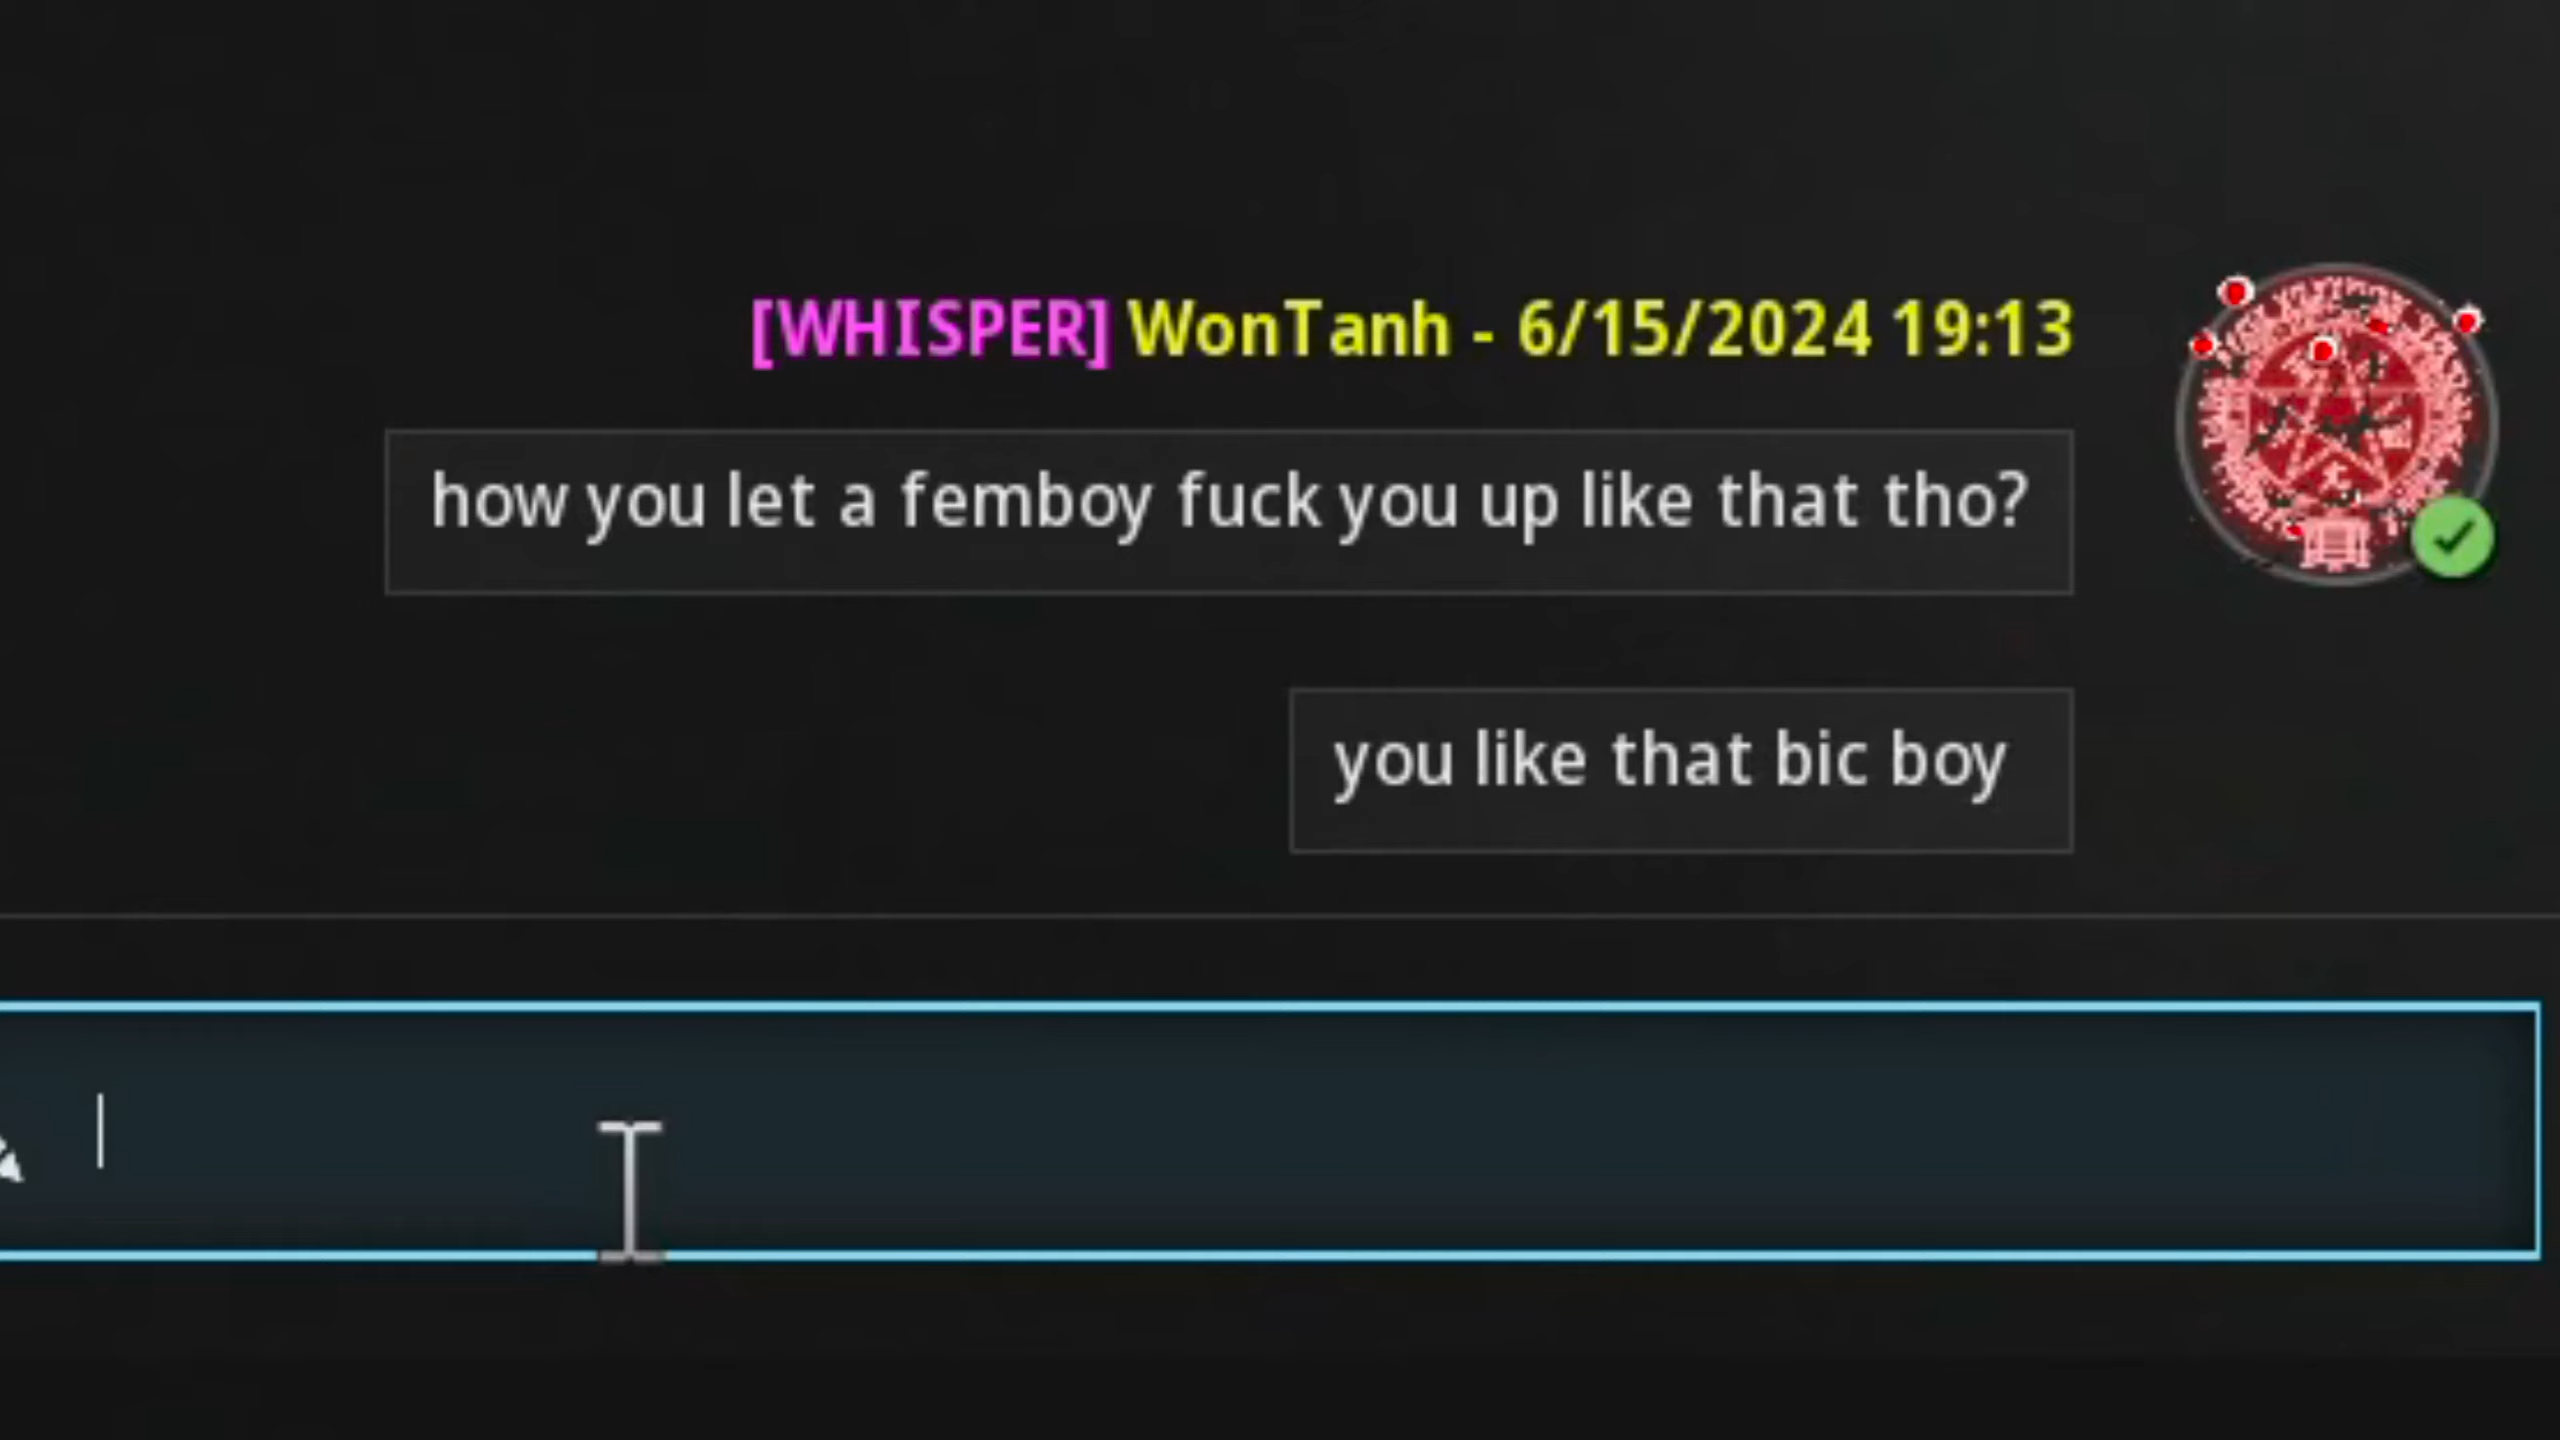 [WHISPER] WonTanh - 6/15/2024 19:13
how you let a femboy fuck you up like that tho?
you like that bic boy